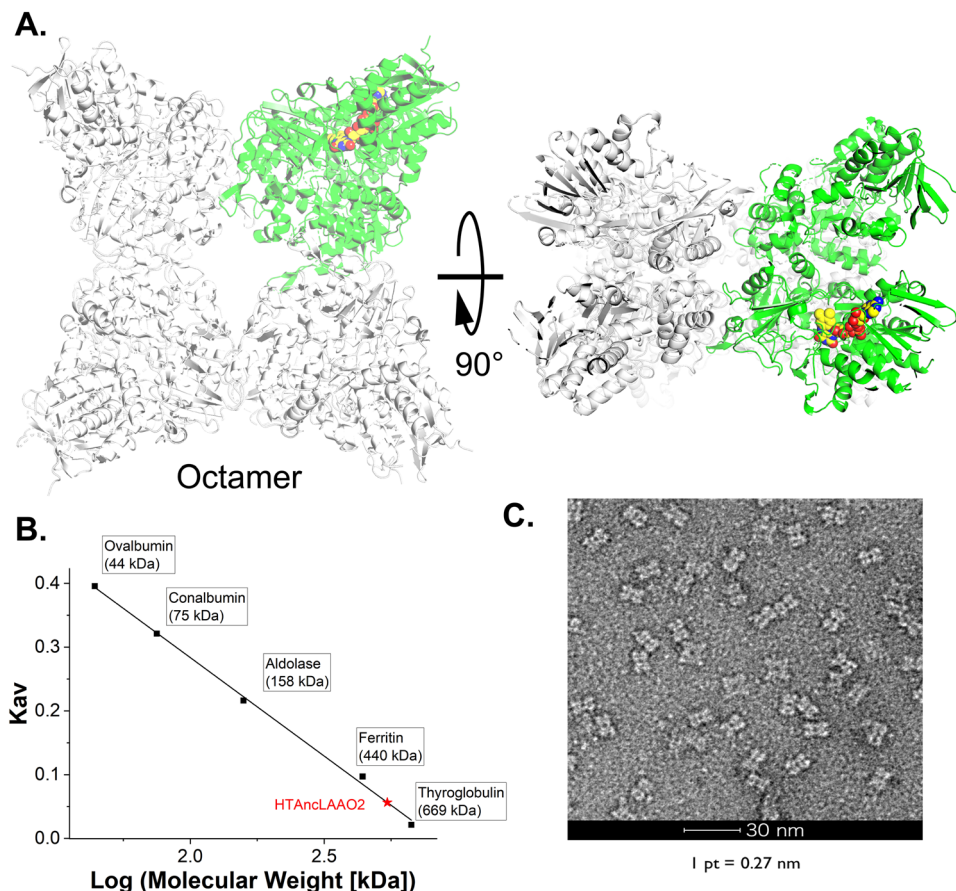 A.
90°
Octamer
B.
Ovalbumin
(44 kDa)
Conalbumin
(75 kDa)
Aldolase
(158 kDa)
Ferritin
(440 kDa)
Thyroglobulin
(669 kDa)
HTAncLAAO2
0.4
0.3
0.2
0.1
0.0
Kav
2.0
2.5
Log (Molecular Weight [kDa])
C.
30 nm
1 pt = 0.27 nm